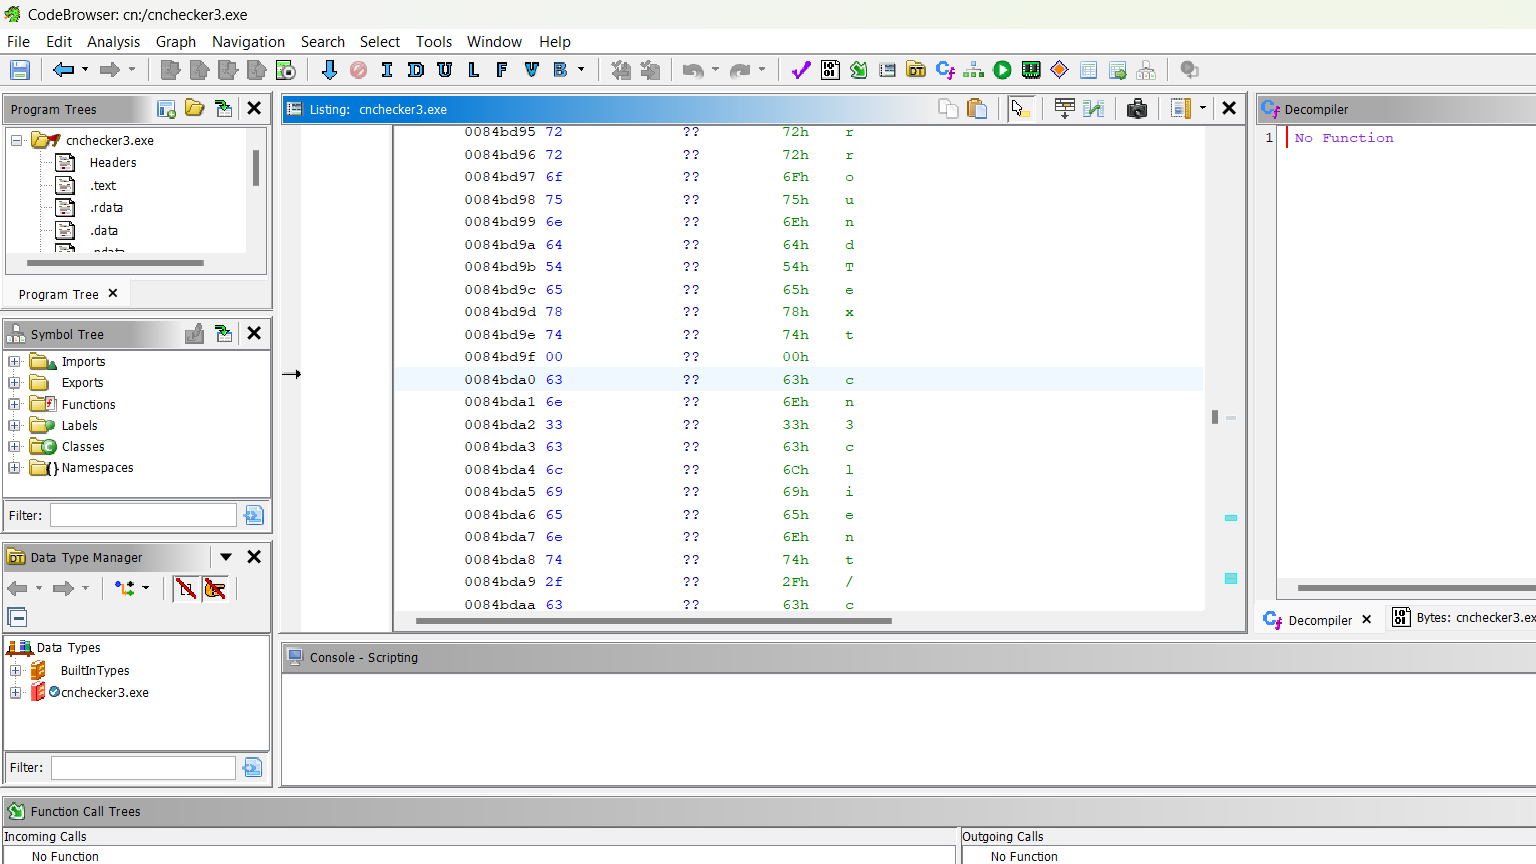 CodeBrowser: cn:/cnchecker3.exe
File Edit Analysis Graph Navigation Search Select Tools Window Help
Program Trees
cnchecker3.exe
Headers
.text
.rdata
.data
Program Tree
Symbol Tree
Imports
Exports
Functions
Labels
Classes
Namespaces
Filter:
Data Type Manager
Data Types
BuiltInTypes
cnchecker3.exe
Filter:
Listing: cnchecker3.exe
0084bd95 72 ?? 72h r
0084bd96 72 ?? 72h r
0084bd97 6f ?? 6Fh o
0084bd98 75 ?? 75h u
0084bd99 6e ?? 6Eh n
0084bd9a 64 ?? 64h d
0084bd9b 54 ?? 54h T
0084bd9c 65 ?? 65h e
0084bd9d 78 ?? 78h x
0084bd9e 74 ?? 74h t
0084bd9f 00 ?? 00h
0084bda0 63 ?? 63h c
0084bda1 6e ?? 6Eh n
0084bda2 33 ?? 33h 3
0084bda3 63 ?? 63h c
0084bda4 6c ?? 6Ch l
0084bda5 69 ?? 69h i
0084bda6 65 ?? 65h e
0084bda7 6e ?? 6Eh n
0084bda8 74 ?? 74h t
0084bda9 2f ?? 2Fh /
0084bdaa 63 ?? 63h c
Decompiler
1 No Function
Decompiler
Bytes: cnchecker3.ex
Console - Scripting
Function Call Trees
Incoming Calls
No Function
Outgoing Calls
No Function